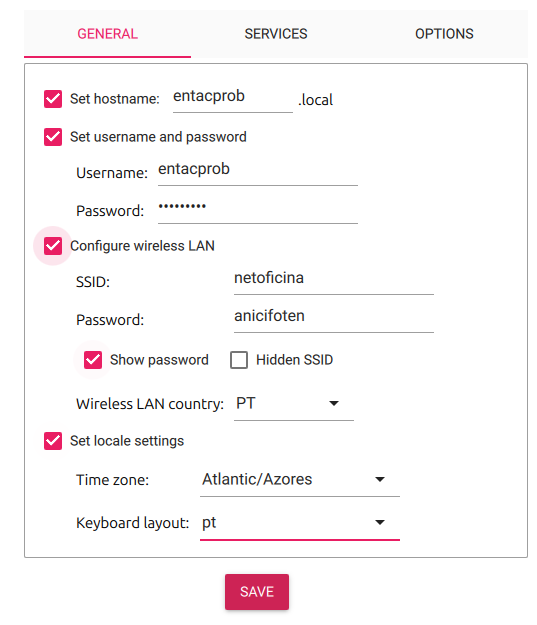 GENERAL SERVICES OPTIONS
Set hostname: entacprob .local
Set username and password
Username: entacprob
Password: •••••••••
Configure wireless LAN
SSID: netoficina
Password: anicifoten
Show password Hidden SSID
Wireless LAN country: PT
Set locale settings
Time zone: Atlantic/Azores
Keyboard layout: pt
SAVE